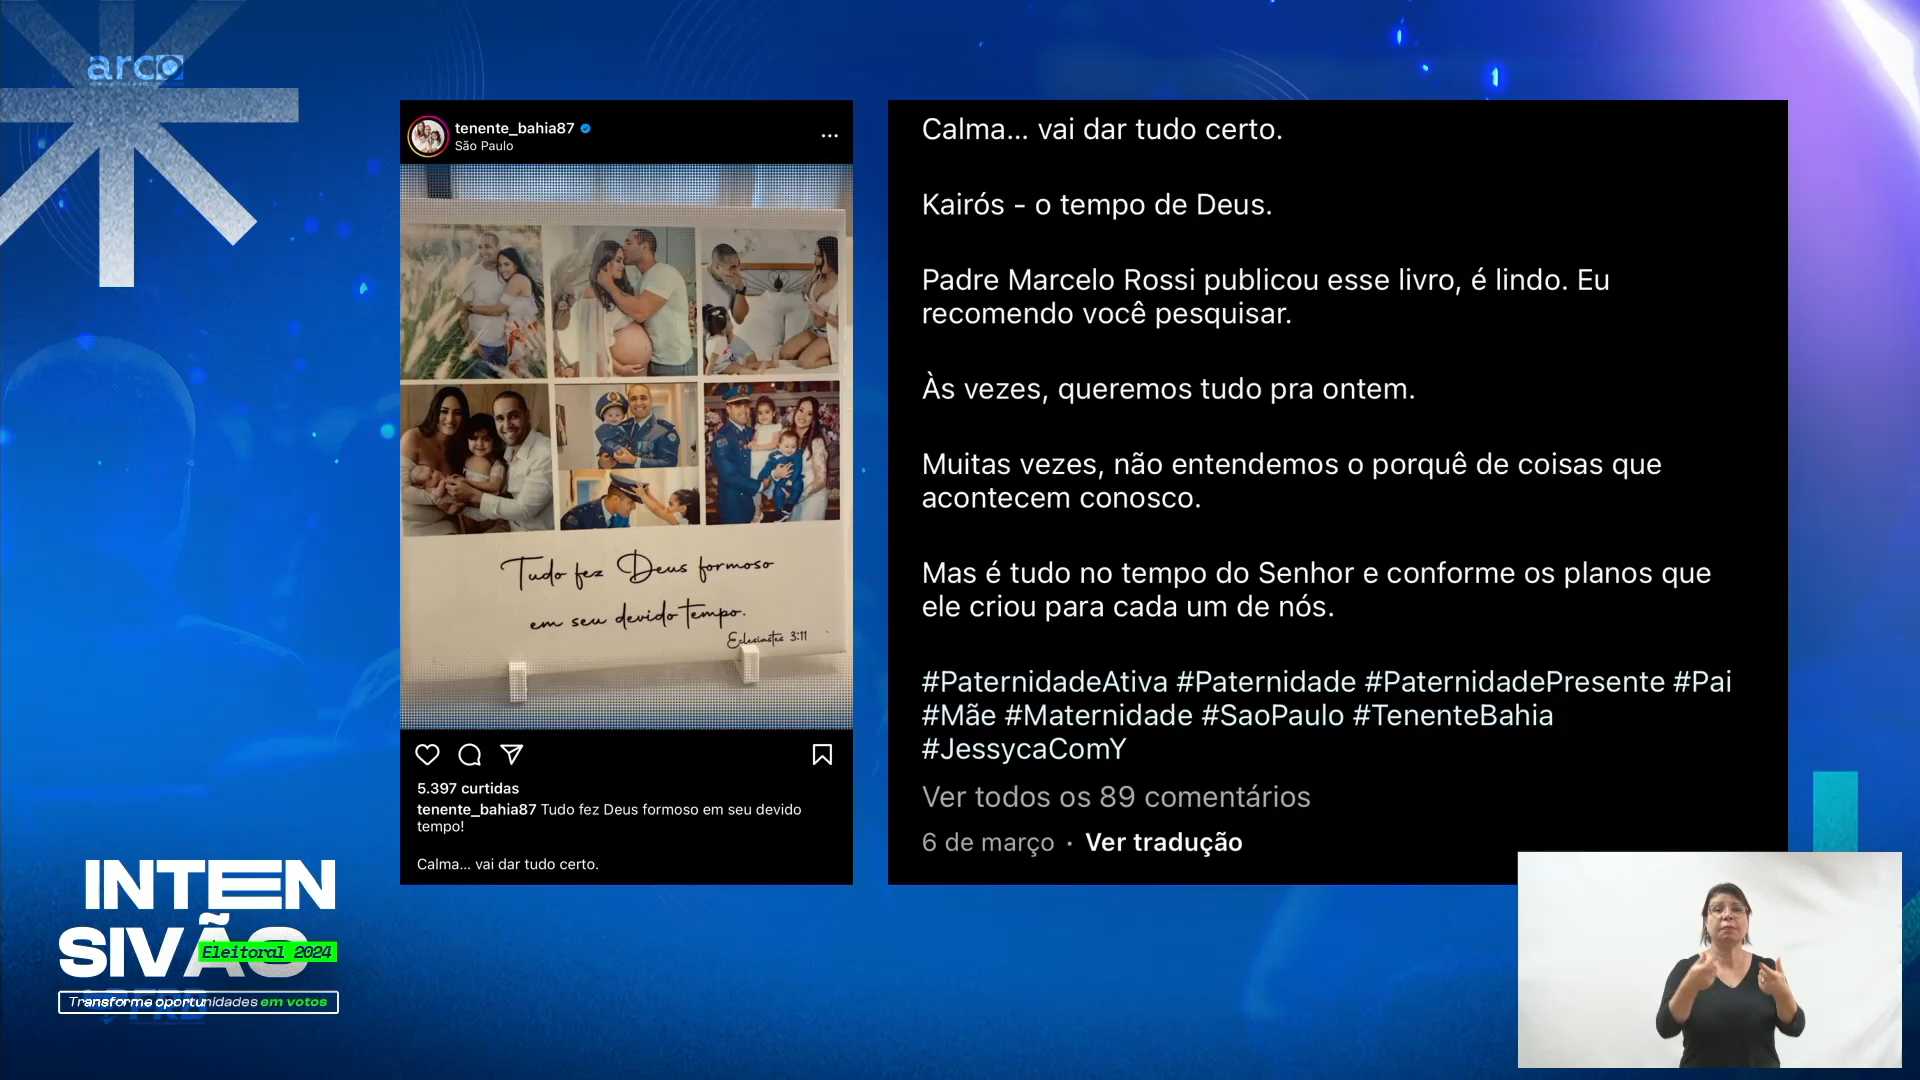 arco
tenente_bahia87
São Paulo
Tudo fez Deus formoso
em seu devido tempo.
Eclesiastes 3:11
5.397 curtidas
tenente_bahia87 Tudo fez Deus formoso em seu devido
tempo!
Calma... vai dar tudo certo.
Calma... vai dar tudo certo.
Kairós - o tempo de Deus.
Padre Marcelo Rossi publicou esse livro, é lindo. Eu
recomendo você pesquisar.
Às vezes, queremos tudo pra ontem.
Muitas vezes, não entendemos o porquê de coisas que
acontecem conosco.
Mas é tudo no tempo do Senhor e conforme os planos que
ele criou para cada um de nós.
#PaternidadeAtiva #Paternidade #PaternidadePresente #Pai
#Mãe #Maternidade #SaoPaulo #TenenteBahia
#JessycaComY
Ver todos os 89 comentários
6 de março · Ver tradução
INTEN
SIVÃO
Eleitoral 2024
Transforme oportunidades em votos